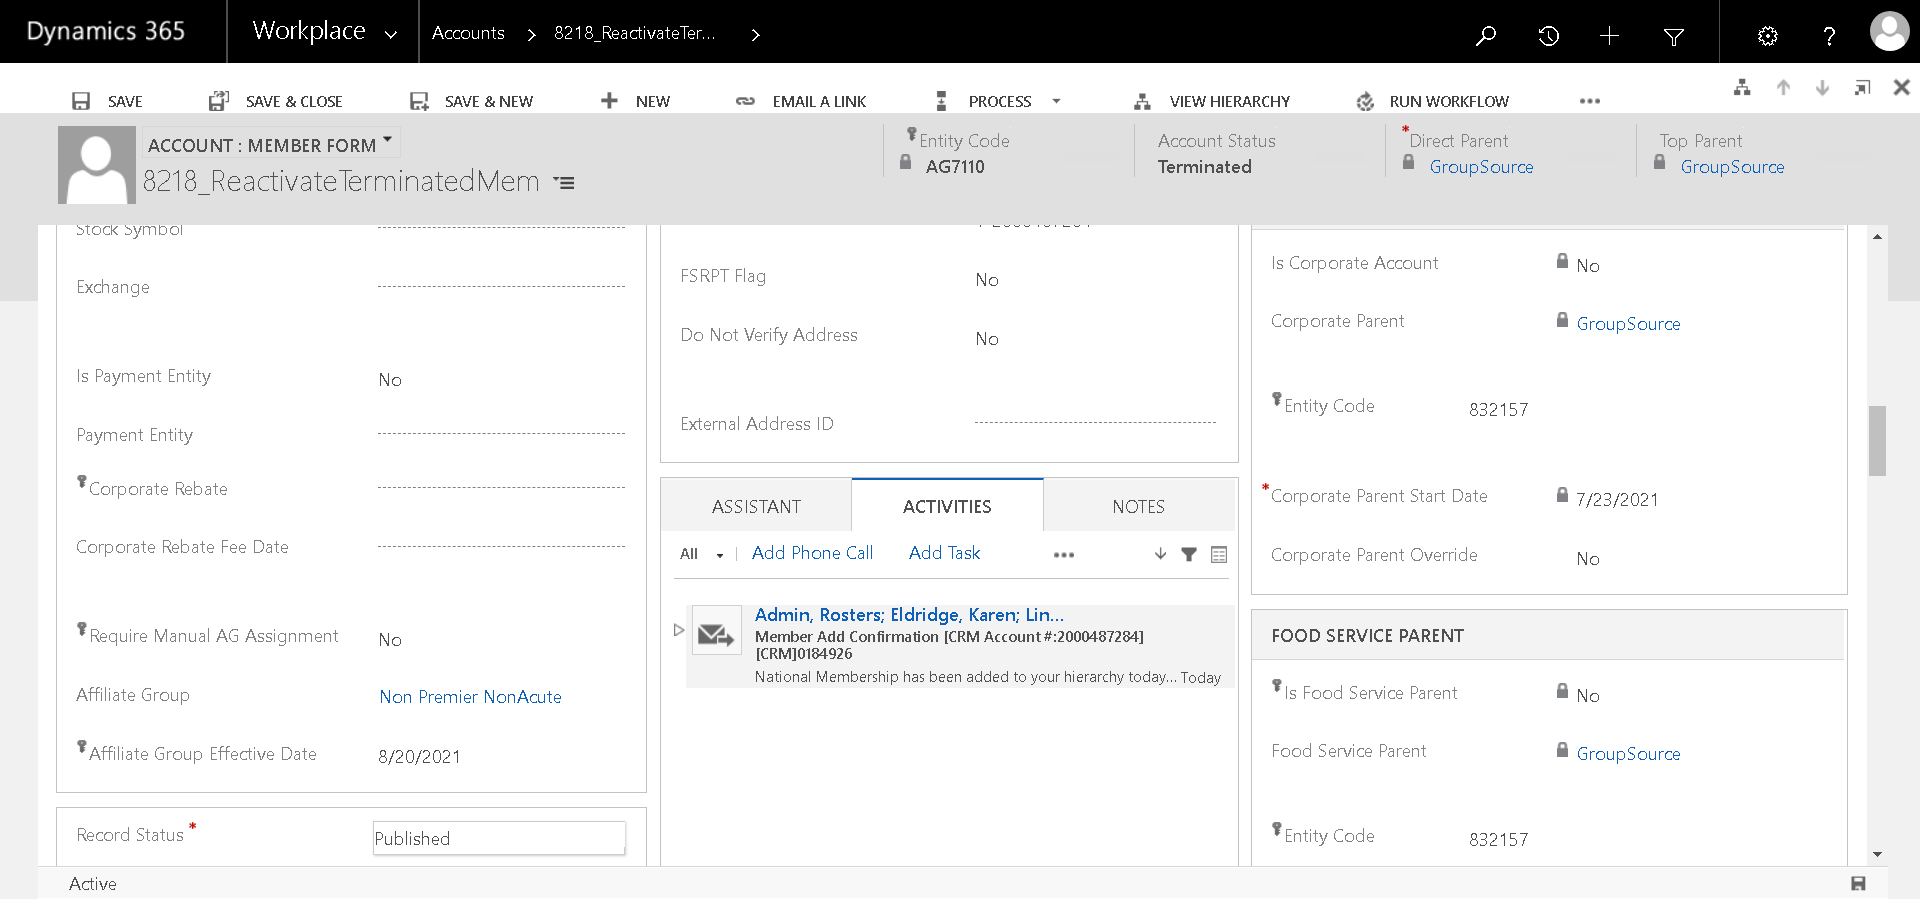 Dynamics 365
Workplace
Accounts
8218_ReactivateTer...
SAVE
SAVE & CLOSE
SAVE & NEW
NEW
EMAIL A LINK
PROCESS
VIEW HIERARCHY
RUN WORKFLOW
ACCOUNT : MEMBER FORM
8218_ReactivateTerminatedMem
Entity Code
AG7110
Account Status
Terminated
*Direct Parent
GroupSource
Top Parent
GroupSource
Stock Symbol
Exchange
Is Payment Entity
No
Payment Entity
Corporate Rebate
Corporate Rebate Fee Date
Require Manual AG Assignment
No
Affiliate Group
Non Premier NonAcute
Affiliate Group Effective Date
8/20/2021
Record Status *
Published
FSRPT Flag
No
Do Not Verify Address
No
External Address ID
ASSISTANT
ACTIVITIES
NOTES
All
Add Phone Call
Add Task
Admin, Rosters; Eldridge, Karen; Lin...
Member Add Confirmation [CRM Account #:2000487284]
[CRM]0184926
National Membership has been added to your hierarchy today... Today
Is Corporate Account
No
Corporate Parent
GroupSource
Entity Code
832157
*Corporate Parent Start Date
7/23/2021
Corporate Parent Override
No
FOOD SERVICE PARENT
Is Food Service Parent
No
Food Service Parent
GroupSource
Entity Code
832157
Active